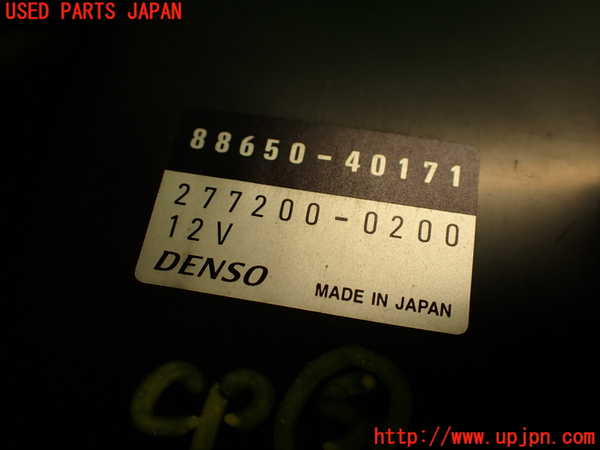 USED PARTS JAPAN
88650-40171
277200-0200
12V
DENSO
MADE IN JAPAN
http://www.upjpn.com/